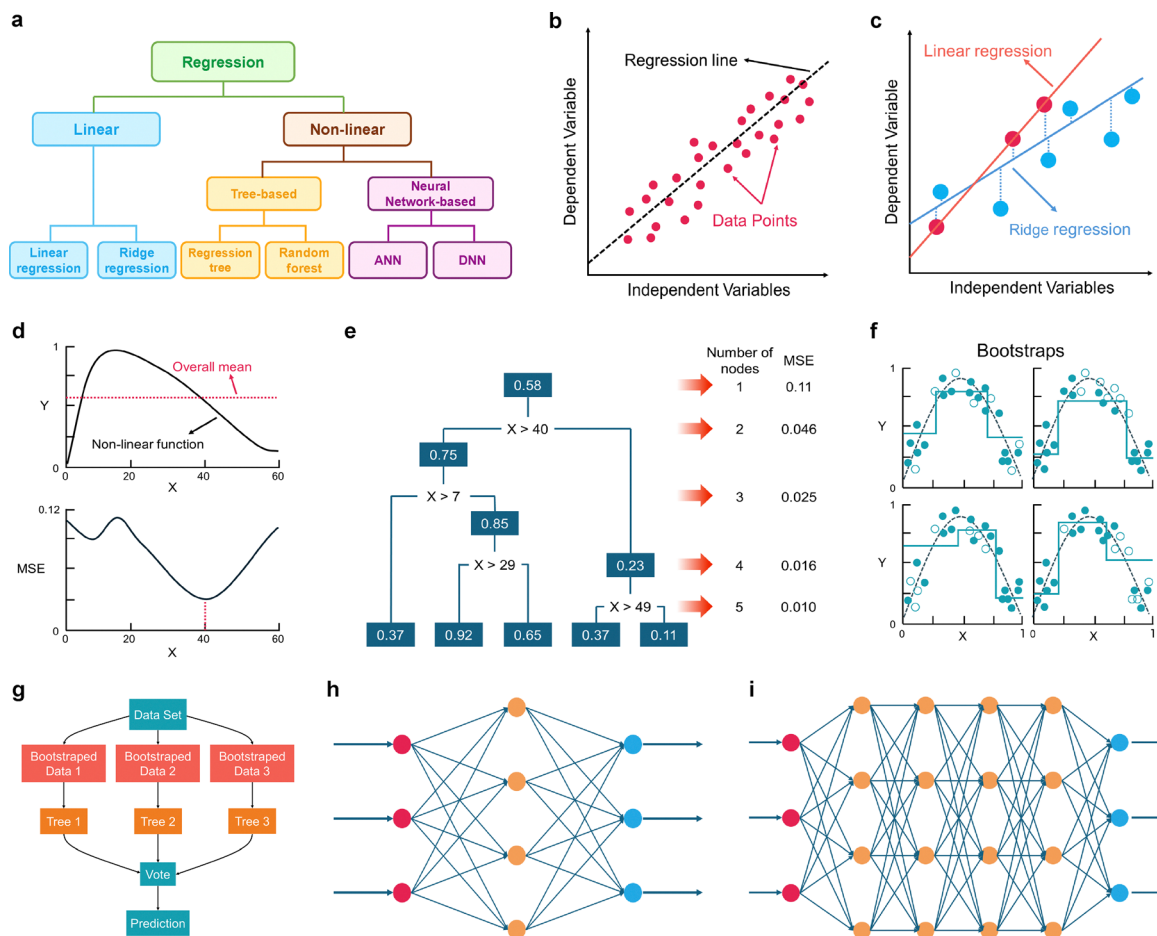 a
Regression
Linear
Non-linear
Tree-based
Neural
Network-based
Linear
regression
Ridge
regression
Regression
tree
Random
forest
ANN
DNN
b
Dependent Variable
Regression line
Data Points
Independent Variables
c
Dependent Variable
Linear regression
Ridge regression
Independent Variables
d
1
Y
0
Overall mean
Non-linear function
0 20 40 60
X
0.12
MSE
0
0 20 40 60
X
e
Number of
nodes
MSE
0.58
1 0.11
X > 40
2 0.046
0.75
X > 7
3 0.025
0.85
X > 29
0.23
4 0.016
X > 49
5 0.010
0.37 0.92 0.65 0.37 0.11
f
Bootstraps
1
Y
0
1
Y
0
0 X 1 0 X 1
g
Data Set
Bootstraped
Data 1
Bootstraped
Data 2
Bootstraped
Data 3
Tree 1
Tree 2
Tree 3
Vote
Prediction
h
i